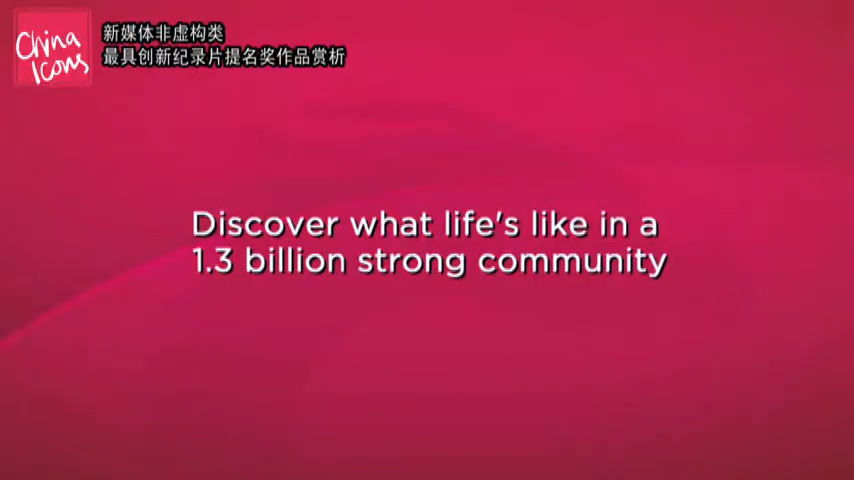 China
Icons
新媒体非虚构类
最具创新纪录片提名奖作品赏析
Discover what life's like in a
1.3 billion strong community